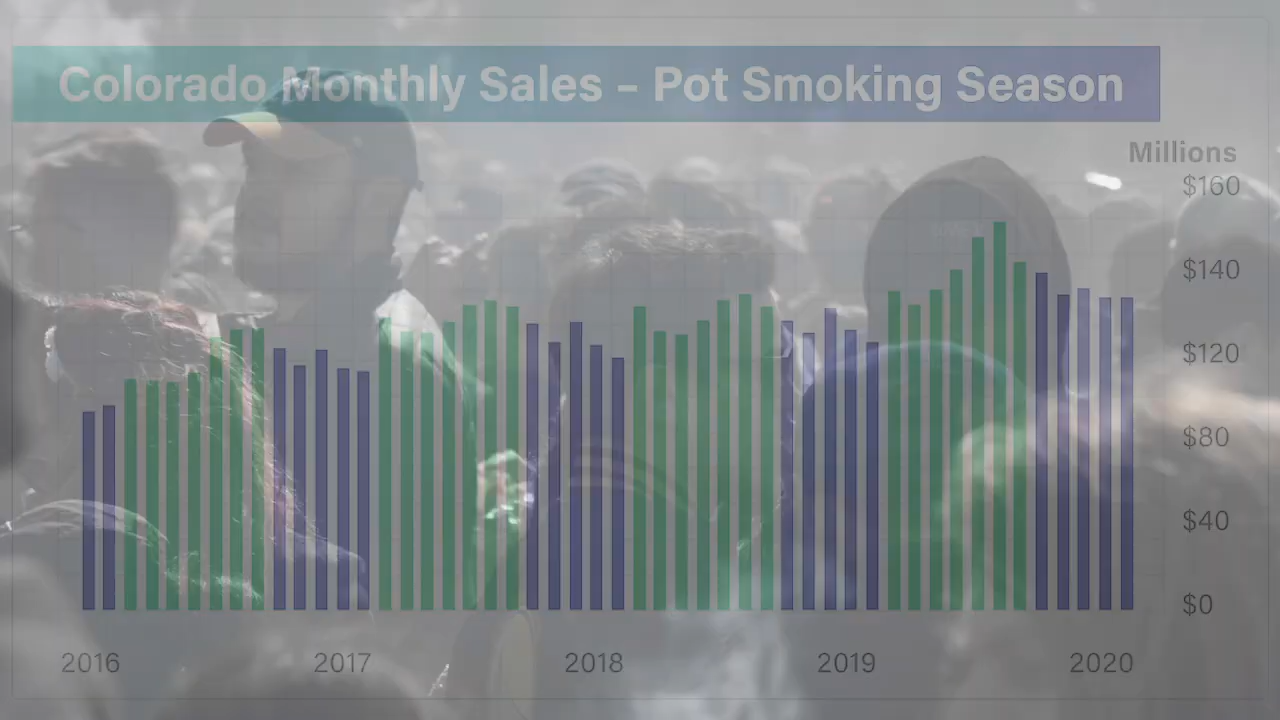 Colorado Monthly Sales – Pot Smoking Season
Millions
$160
$140
$120
$80
$40
$0
2016 2017 2018 2019 2020